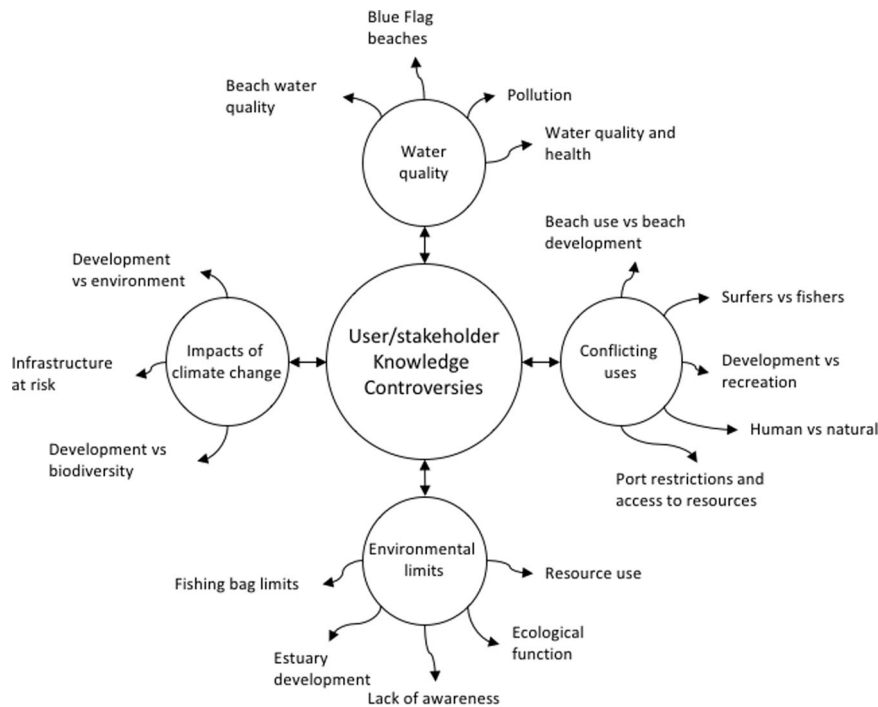 Blue Flag
beaches
Beach water
quality
Pollution
Water quality and
health
Water
quality
Beach use vs beach
development
Development
vs environment
Surfers vs fishers
User/stakeholder
Knowledge
Controversies
Impacts of
climate change
Conflicting
uses
Infrastructure
at risk
Development vs
recreation
Human vs natural
Development vs
biodiversity
Port restrictions and
access to resources
Environmental
limits
Fishing bag limits
Resource use
Ecological
function
Estuary
development
Lack of awareness